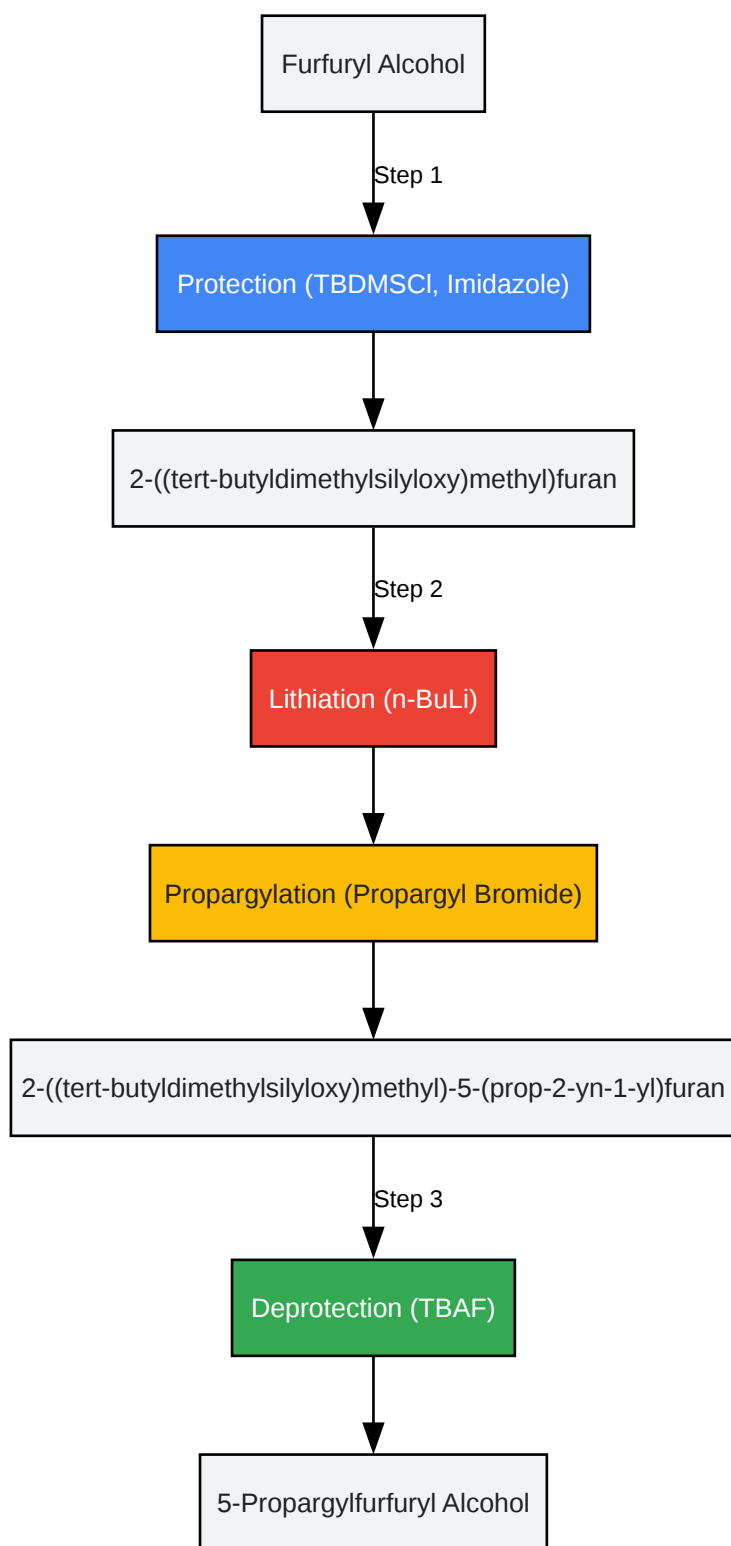 Furfuryl Alcohol
Step 1
Protection (TBDMSCl, Imidazole)
2-((tert-butyldimethylsilyloxy)methyl)furan
Step 2
Lithiation (n-BuLi)
Propargylation (Propargyl Bromide)
2-((tert-butyldimethylsilyloxy)methyl)-5-(prop-2-yn-1-yl)furan
Step 3
Deprotection (TBAF)
5-Propargylfurfuryl Alcohol